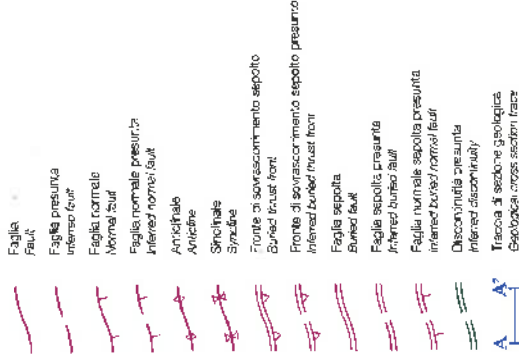 Faglia
Fault
Faglia presunta
Inferred fault
Faglia normale
Normal fault
Faglia normale presunta
Inferred normal fault
Anticlinale
Anticline
Sinclinale
Syncline
Fronte di sovrascorrimento sepolto
Buried thrust front
Fronte di sovrascorrimento sepolto presunto
Inferred buried thrust front
Faglia sepolta
Buried fault
Faglia sepolta presunta
Inferred buried fault
Faglia normale sepolta presunta
Inferred buried normal fault
Discontinuità presunta
Inferred discontinuity
A A'
Traccia di sezione geologica
Geological cross section trace